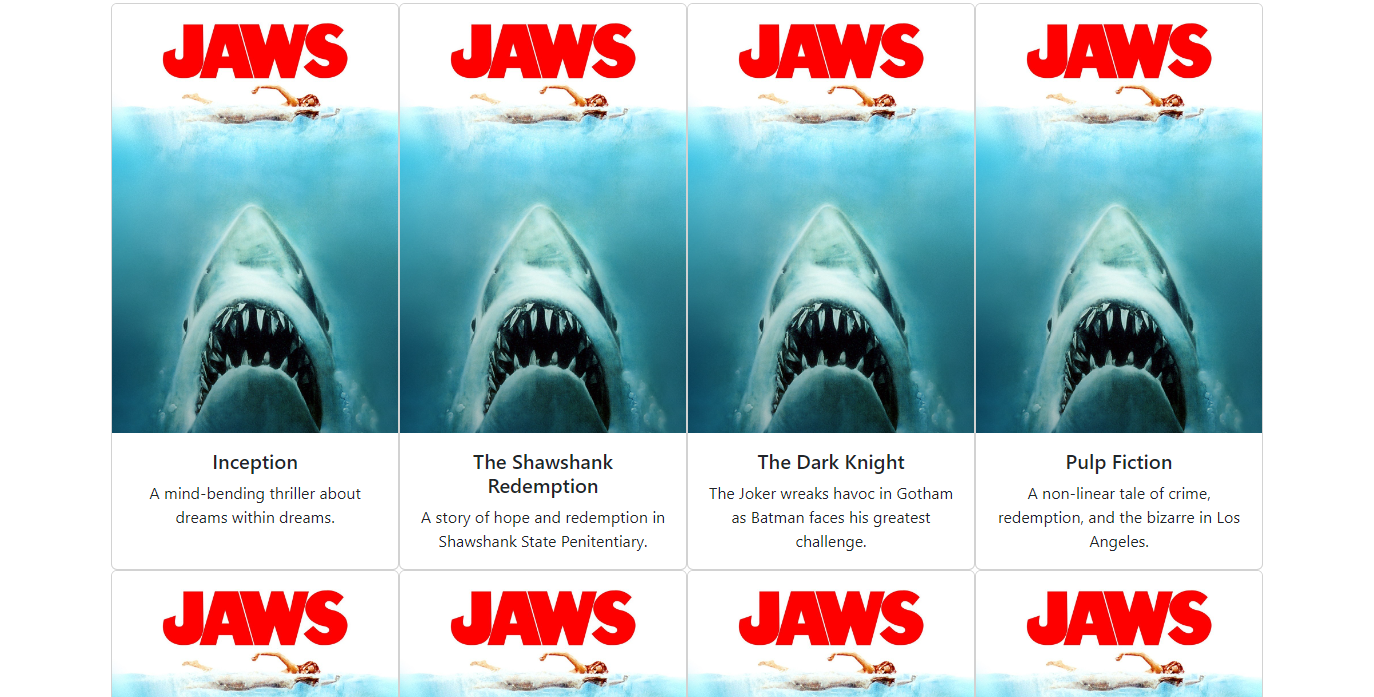 JAWS JAWS JAWS JAWS
Inception
A mind-bending thriller about
dreams within dreams.
The Shawshank
Redemption
A story of hope and redemption in
Shawshank State Penitentiary.
The Dark Knight
The Joker wreaks havoc in Gotham
as Batman faces his greatest
challenge.
Pulp Fiction
A non-linear tale of crime,
redemption, and the bizarre in Los
Angeles.
JAWS JAWS JAWS JAWS